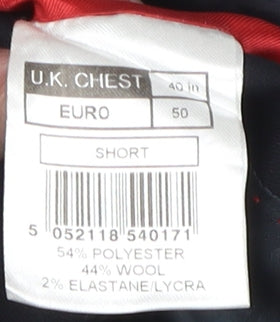 U.K. CHEST 40 in
EURO 50
SHORT
5 052118 540171
54% POLYESTER
44% WOOL
2% ELASTANE/LYCRA